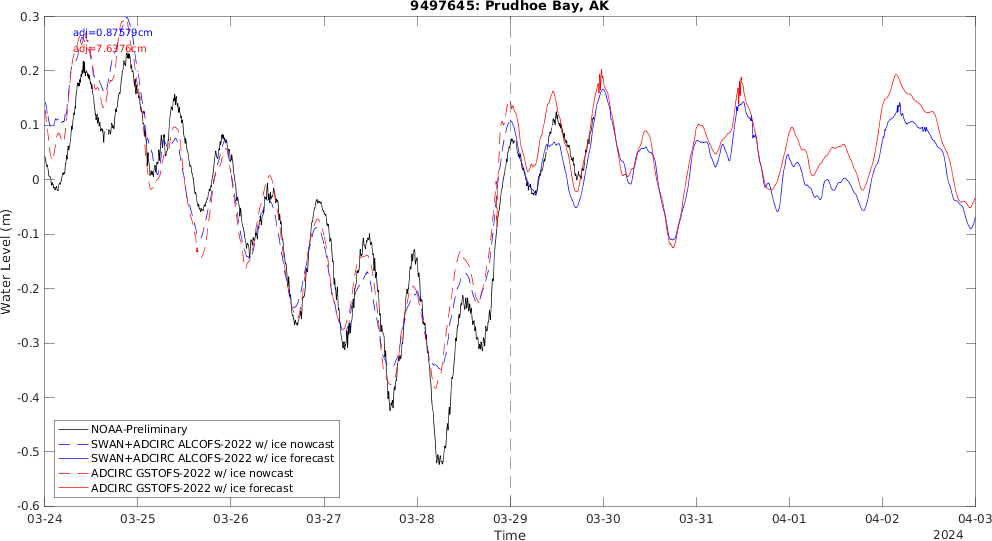 9497645: Prudhoe Bay, AK
0.3
adj=0.87579cm
adj=7.6376cm
0.2
0.1
0
-0.1
-0.2
-0.3
-0.4
-0.5
-0.6
Water Level (m)
NOAA-Preliminary
SWAN+ADCIRC ALCOFS-2022 w/ ice nowcast
SWAN+ADCIRC ALCOFS-2022 w/ ice forecast
ADCIRC GSTOFS-2022 w/ ice nowcast
ADCIRC GSTOFS-2022 w/ ice forecast
03-24 03-25 03-26 03-27 03-28 03-29 03-30 03-31 04-01 04-02 04-03
Time
2024